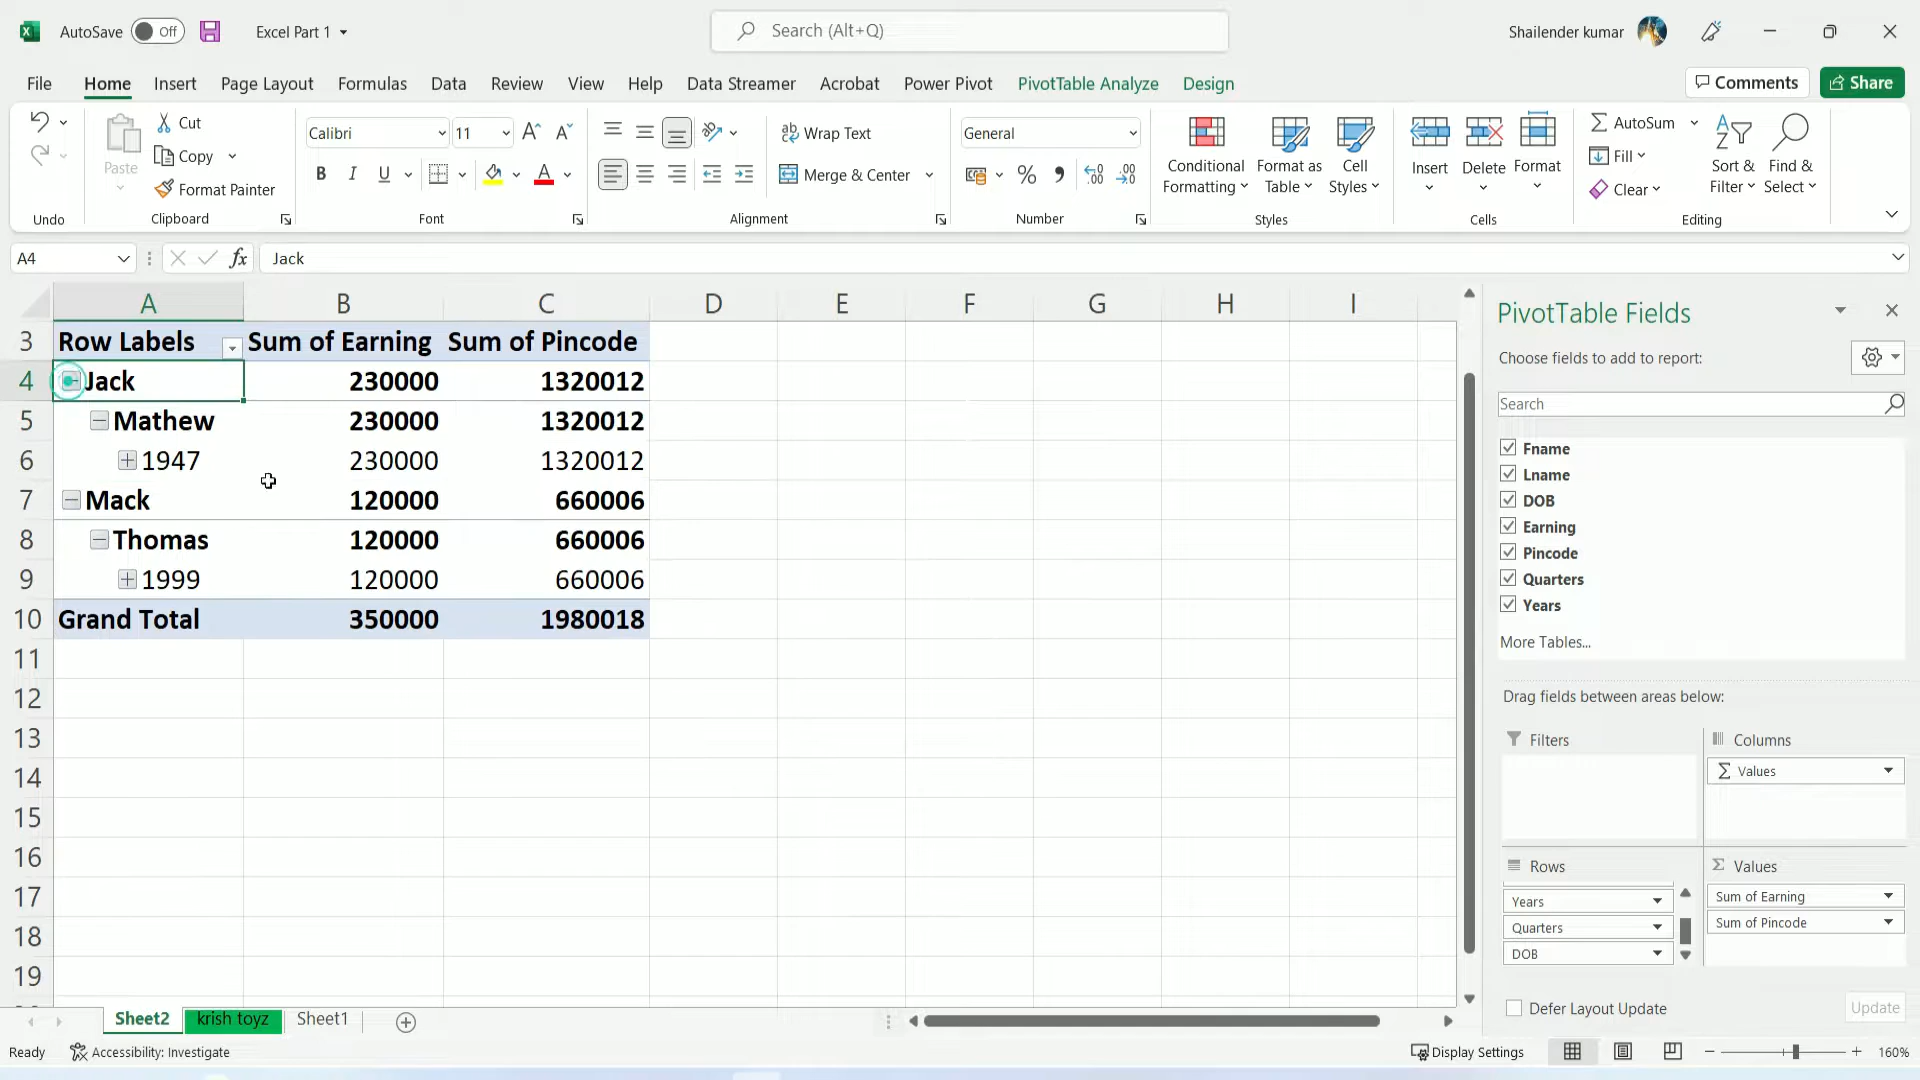 AutoSave Off Excel Part 1 Search (Alt+Q) Shailender kumar
File Home Insert Page Layout Formulas Data Review View Help Data Streamer Acrobat Power Pivot PivotTable Analyze Design Comments Share
Paste
Cut
Copy
Format Painter
Calibri 11
B I U
Wrap Text
Merge & Center
General
% 9
Conditional Formatting
Format as Table
Cell Styles
Insert Delete Format
AutoSum
Fill
Clear
Sort & Filter
Find & Select
Undo Clipboard Font Alignment Number Styles Cells Editing
A4 fx Jack
A B C D E F G H I
3 Row Labels Sum of Earning Sum of Pincode
4 Jack 230000 1320012
5 Mathew 230000 1320012
6 1947 230000 1320012
7 Mack 120000 660006
8 Thomas 120000 660006
9 1999 120000 660006
10 Grand Total 350000 1980018
11
12
13
14
15
16
17
18
19
PivotTable Fields
Choose fields to add to report:
Search
Fname
Lname
DOB
Earning
Pincode
Quarters
Years
More Tables...
Drag fields between areas below:
Filters
Columns
Values
Rows
Years
Quarters
DOB
Values
Sum of Earning
Sum of Pincode
Defer Layout Update Update
Sheet2 krish toyz Sheet1
Ready Accessibility: Investigate Display Settings 160%